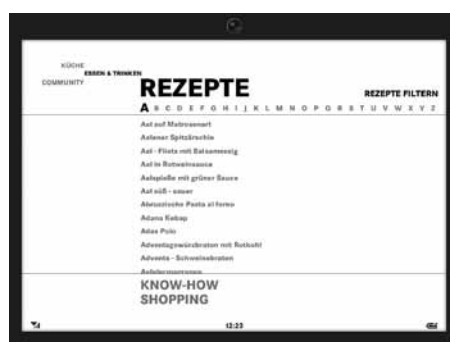 KÜCHE
ESSEN & TRINKEN
COMMUNITY
REZEPTE
REZEPTE FILTERN
A B C D E F G H I J K L M N O P Q R S T U V W X Y Z
Aal auf Matrosenart
Aalener Spitzärschle
Aal - Filets mit Balsamessig
Aal in Rotweinsauce
Aalspieße mit grüner Sauce
Aal süß - sauer
Abruzzische Pasta al forno
Adana Kebap
Adas Polo
Adventsgewürzbraten mit Rotkohl
Advents - Schweinebraten
KNOW-HOW
SHOPPING
12:23